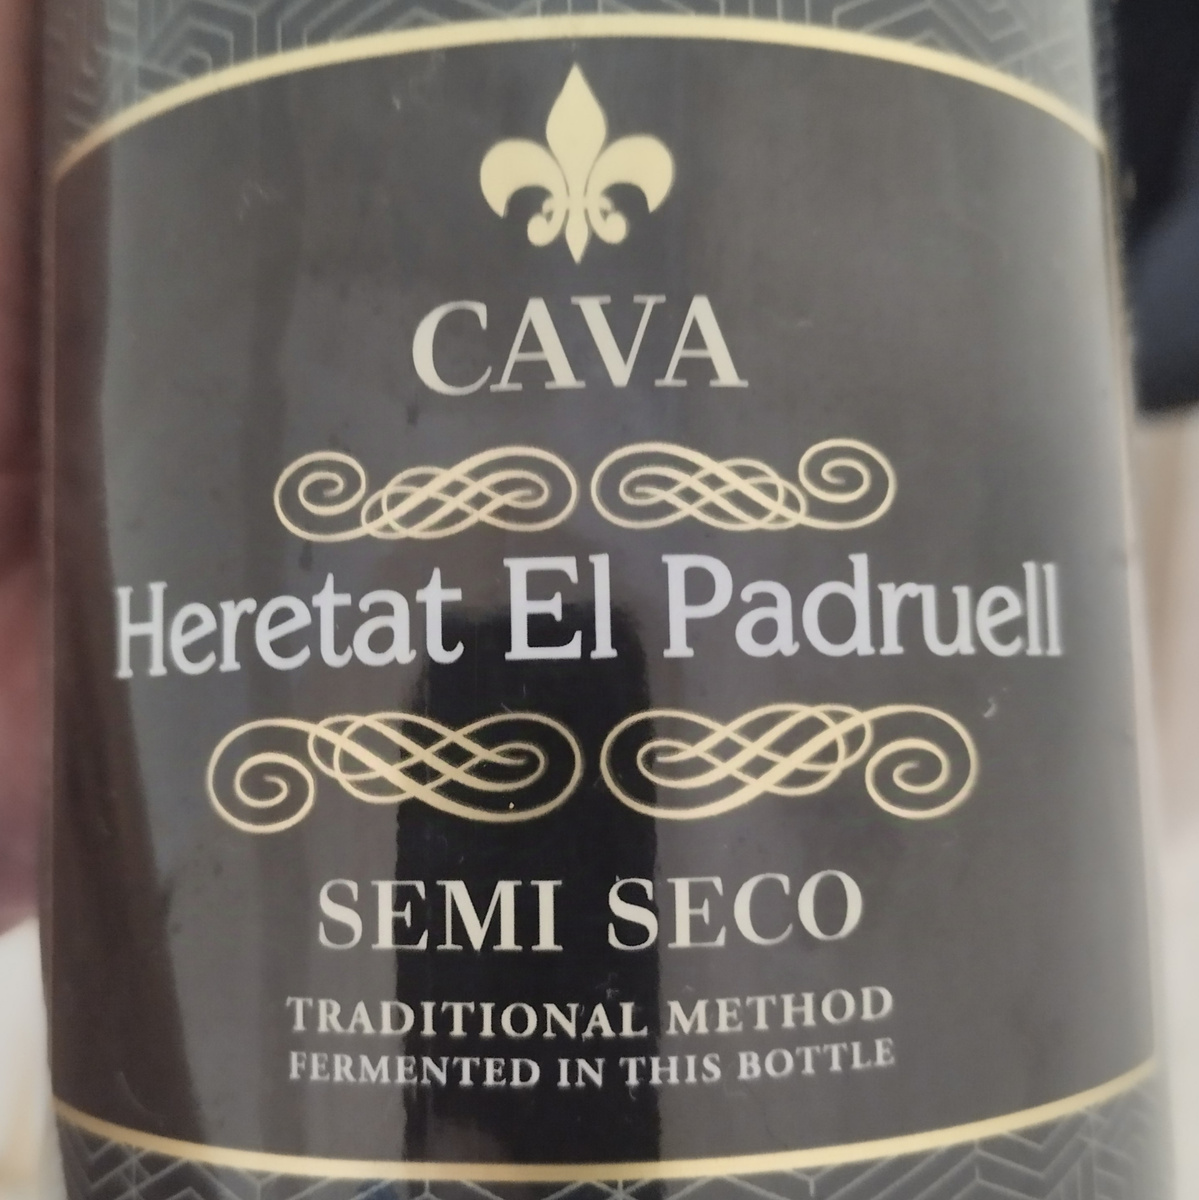 CAVA
Heretat El Padruell
SEMI SECO
TRADITIONAL METHOD
FERMENTED IN THIS BOTTLE